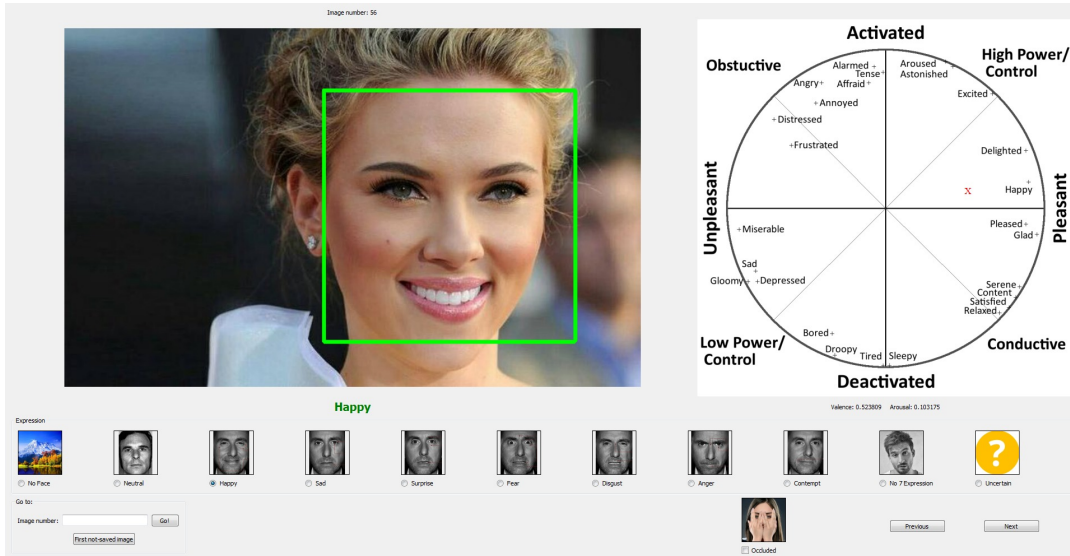 Image number: 56
Activated
Obstuctive
High Power/
Control
Alarmed
Tense
Aroused
Astonished
Angry
Affraid
Annoyed
Excited
Distressed
Frustrated
Delighted
x
Happy
Unpleasant
Pleasant
Miserable
Pleased
Glad
Sad
Gloomy
Depressed
Serene
Content
Satisfied
Relaxed
Bored
Droopy
Tired
Sleepy
Low Power/
Control
Conductive
Deactivated
Happy
Valence: 0.523809 Arousal: 0.103175
Expression
No Face
Neutral
Happy
Sad
Surprise
Fear
Disgust
Anger
Contempt
No 7 Expression
?
Uncertain
Go to:
Image number:
Go!
First not-saved image
Occluded
Previous
Next